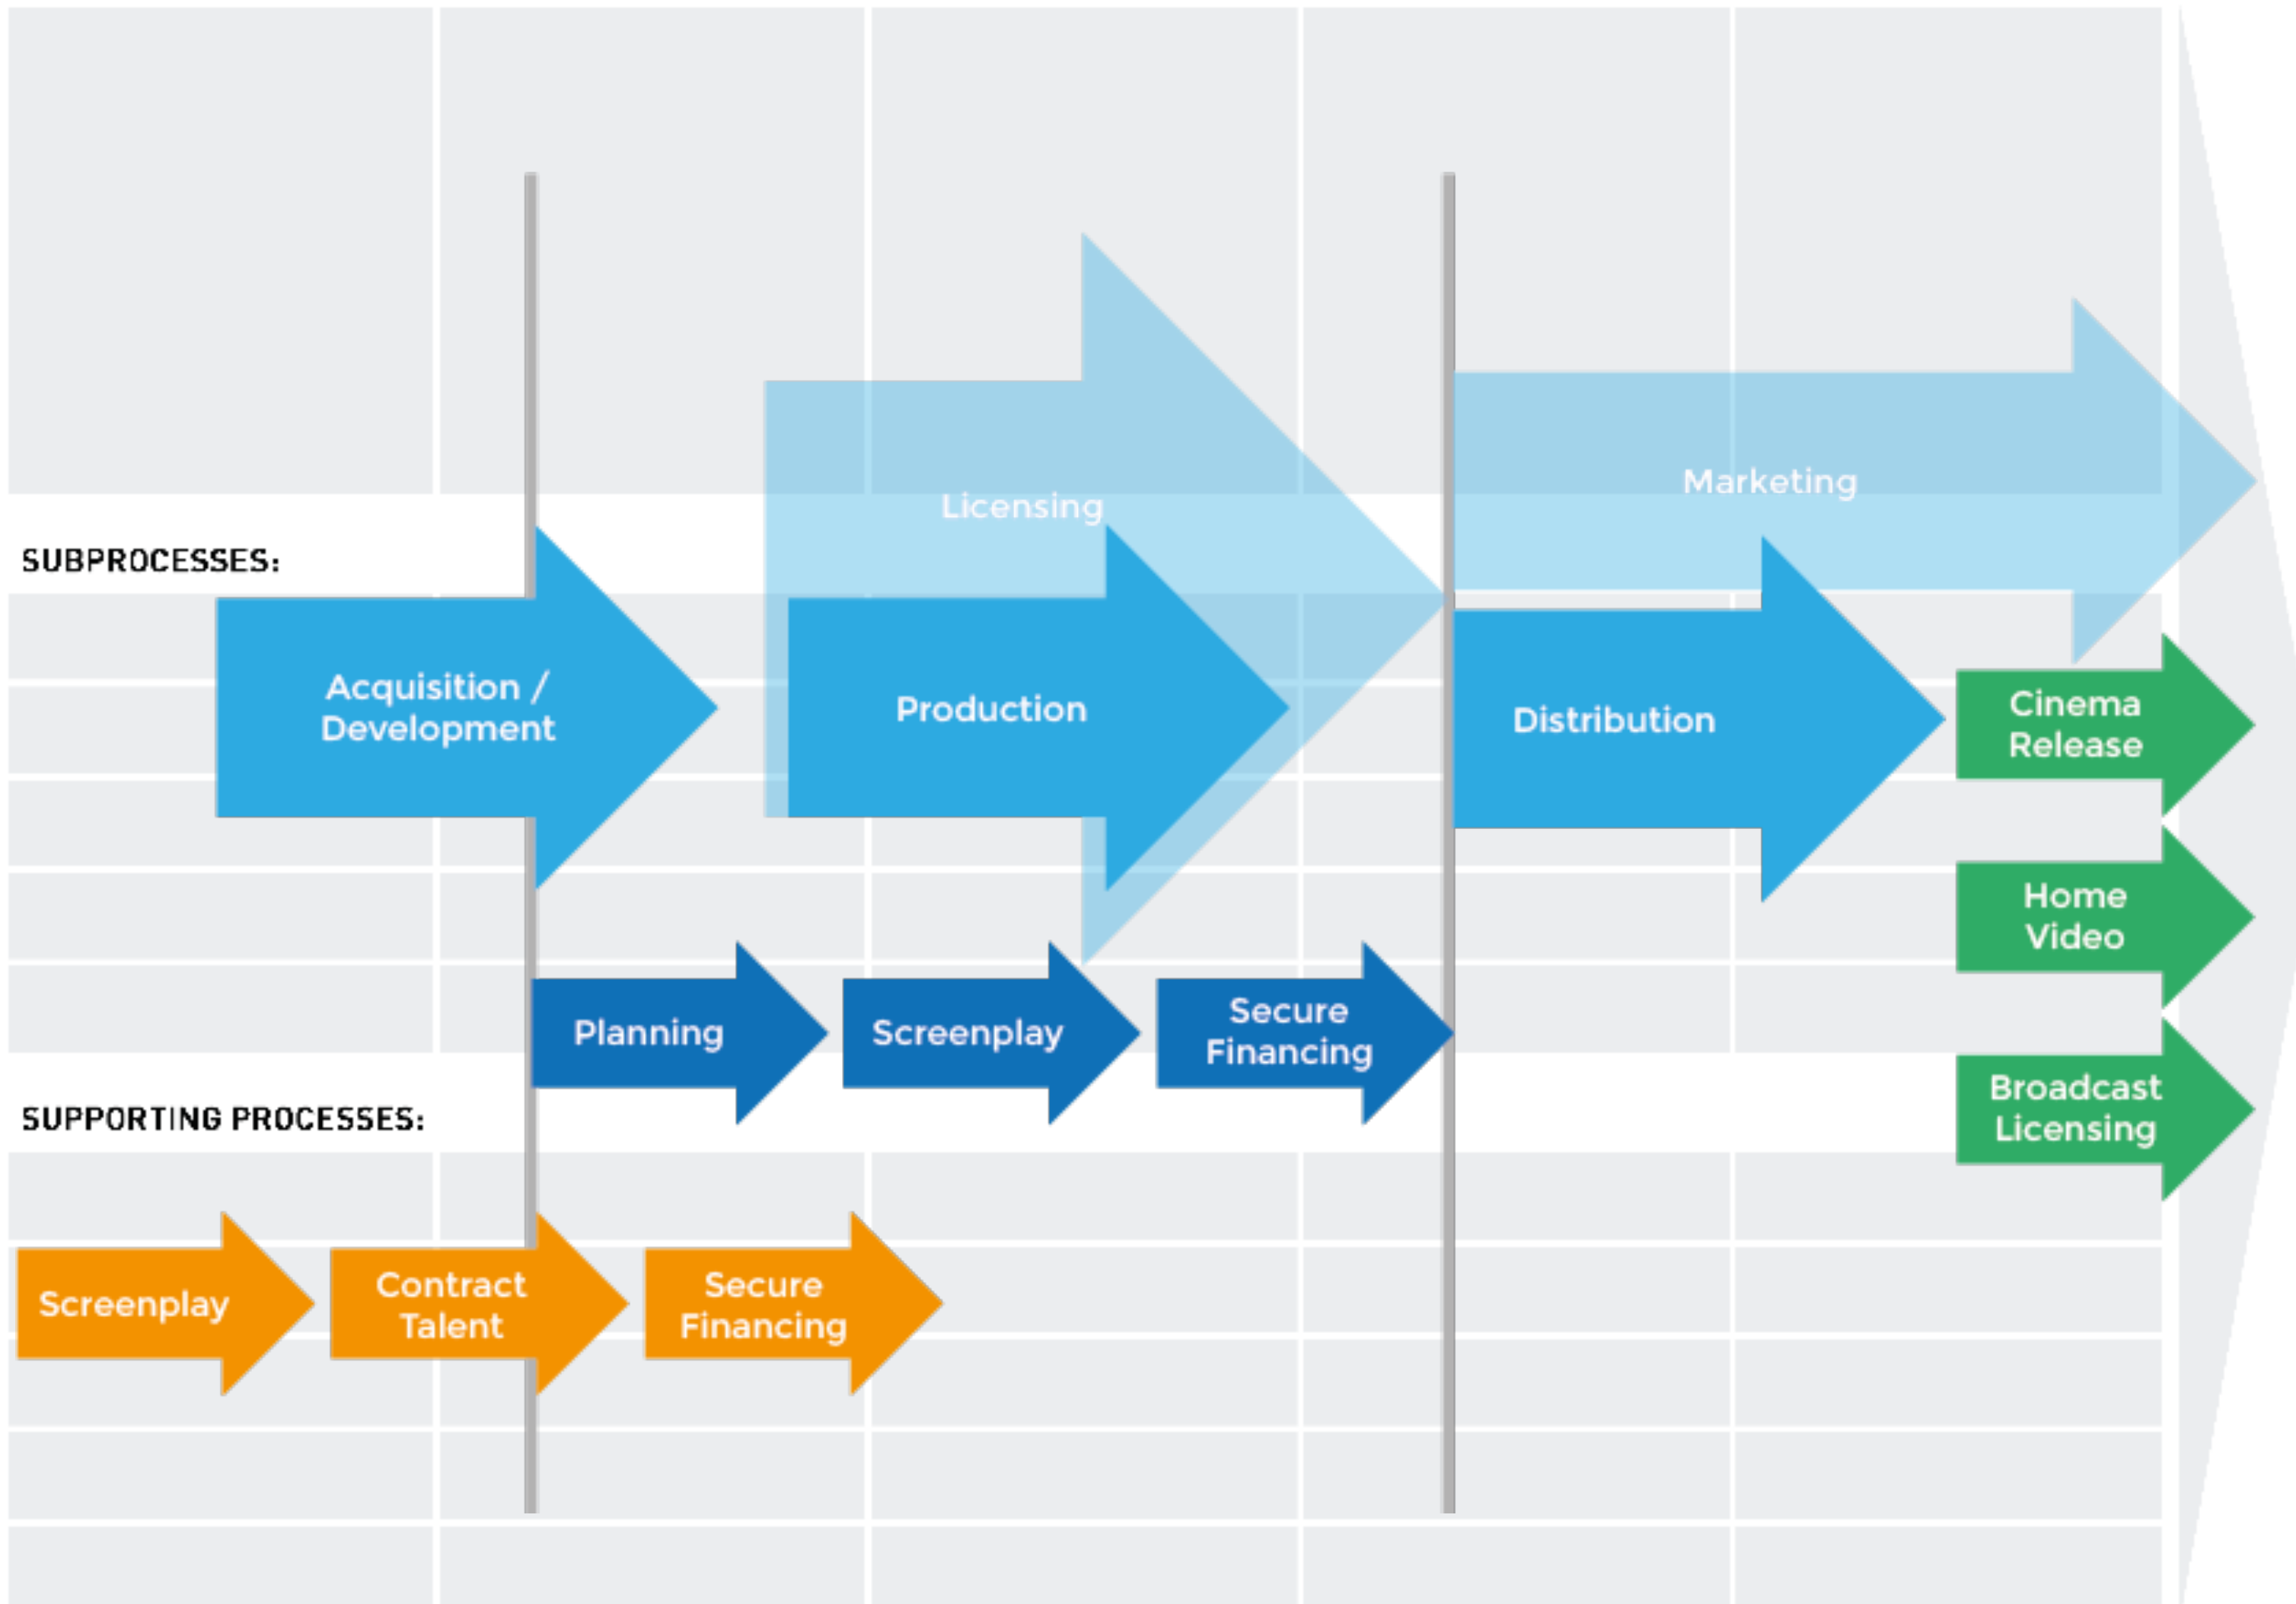 Licensing
Marketing
SUBPROCESSES:
Acquisition /
Development
Production
Distribution
Cinema
Release
Home
Video
Planning
Screenplay
Secure
Financing
Broadcast
Licensing
SUPPORTING PROCESSES:
Screenplay
Contract
Talent
Secure
Financing